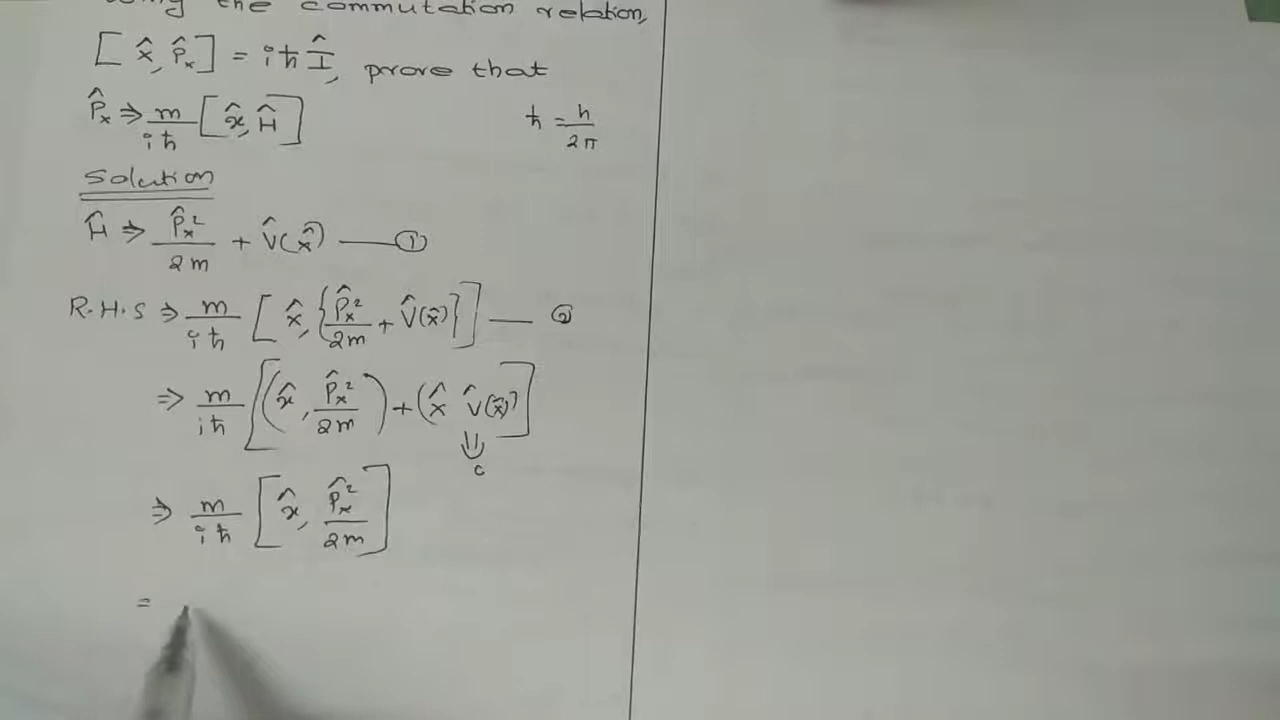 the commutation relation,
[x̂, p̂ₓ] = iħ Î, prove that
P̂ₓ ⇒ m/iħ [x̂, Ĥ]
ħ = h/2π
Solution
Ĥ ⇒ P̂ₓ²/2m + V̂(x̂) —— ①
R.H.S ⇒ m/iħ [x̂, {P̂ₓ²/2m + V̂(x̂)}] —— ②
⇒ m/iħ [(x̂, P̂ₓ²/2m) + (x̂ V̂(x̂)]
⇓
0
⇒ m/iħ [x̂, P̂ₓ²/2m]
=